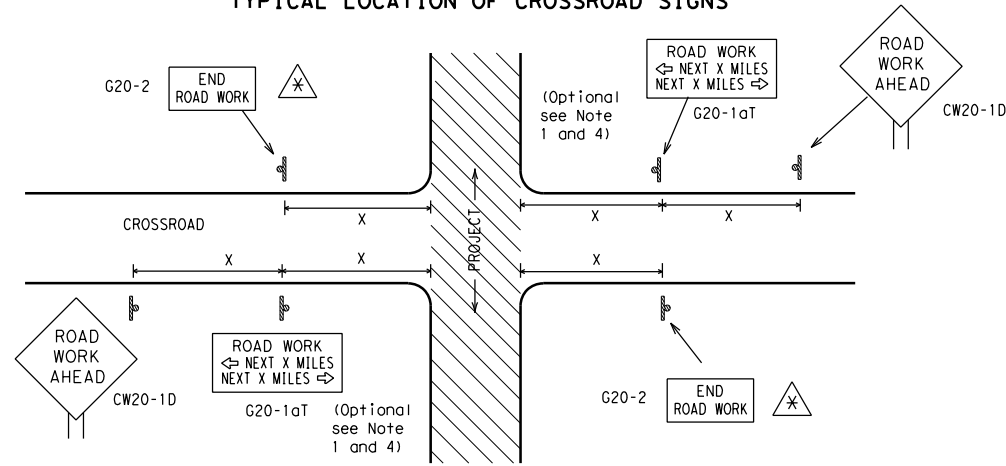 TYPICAL LOCATION OF CROSSROAD SIGNS
G20-2
END
ROAD WORK
*
(Optional
see Note
1 and 4)
ROAD WORK
⇦ NEXT X MILES
NEXT X MILES ⇨
G20-1aT
ROAD
WORK
AHEAD
CW20-1D
X
X
X
CROSSROAD
PROJECT
X
X
X
ROAD
WORK
AHEAD
CW20-1D
ROAD WORK
⇦ NEXT X MILES
NEXT X MILES ⇨
G20-1aT
(Optional
see Note
1 and 4)
G20-2
END
ROAD WORK
*